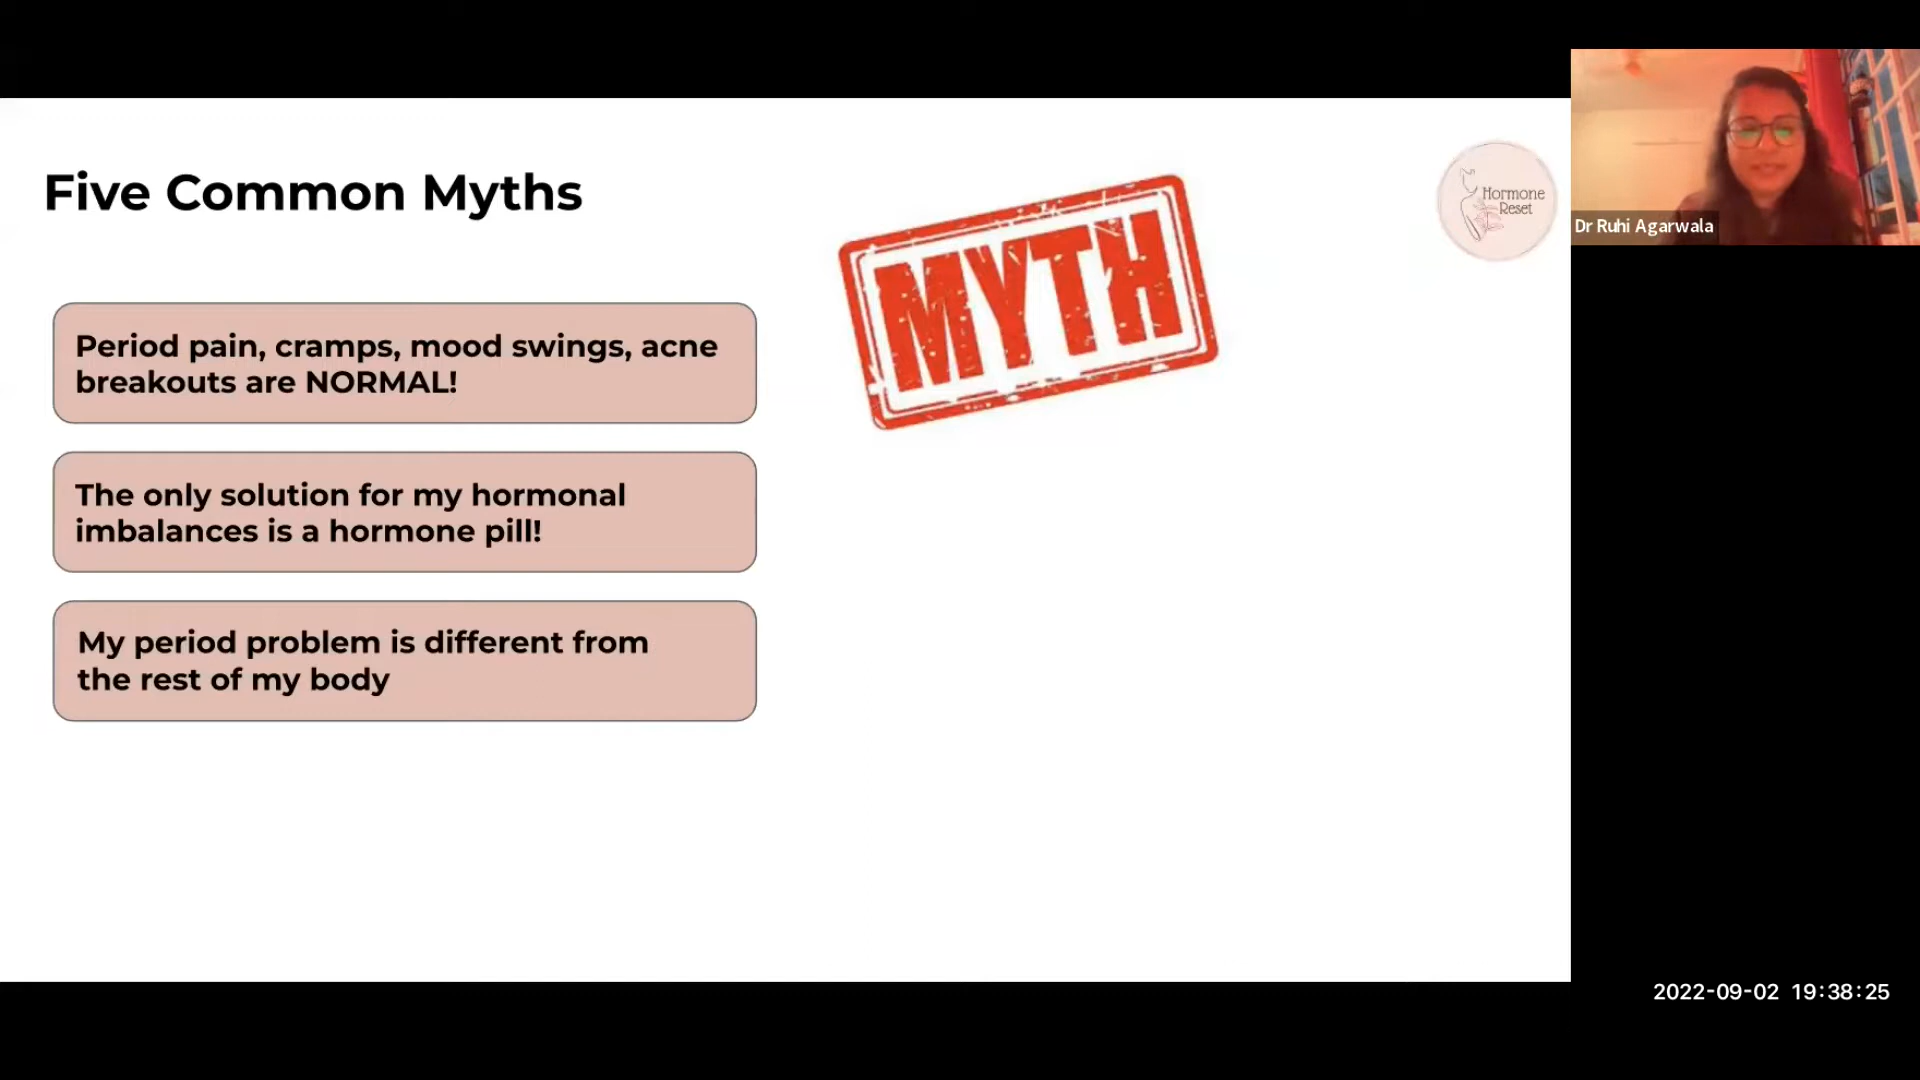 Five Common Myths
MYTH
Hormone
Reset
Dr Ruhi Agarwala
Period pain, cramps, mood swings, acne
breakouts are NORMAL!
The only solution for my hormonal
imbalances is a hormone pill!
My period problem is different from
the rest of my body
2022-09-02 19:38:25